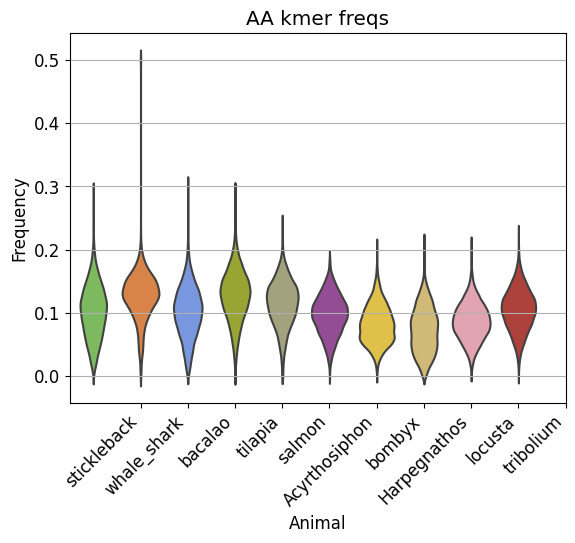 AA kmer freqs
0.5
0.4
0.3
0.2
0.1
0.0
Frequency
stickleback
whale_shark
bacalao
tilapia
salmon
Acyrthosiphon
bombyx
Harpegnathos
locusta
tribolium
Animal